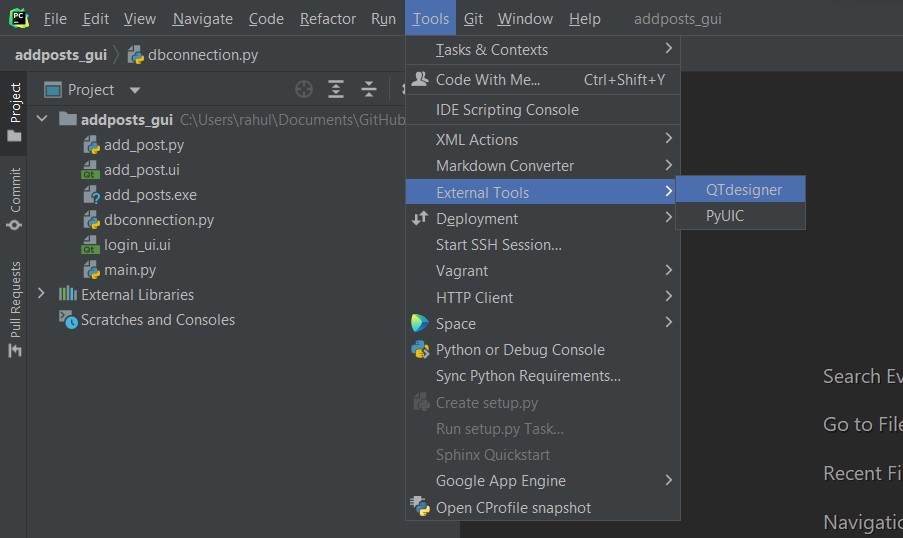 PC File Edit View Navigate Code Refactor Run Tools Git Window Help addposts_gui
addposts_gui dbconnection.py
Project
Project
addposts_gui C:\Users\rahul\Documents\GitHub
add_post.py
Qt add_post.ui
add_posts.exe
dbconnection.py
Qt login_ui.ui
main.py
External Libraries
Scratches and Consoles
Commit
Pull Requests
Tasks & Contexts
Code With Me... Ctrl+Shift+Y
IDE Scripting Console
XML Actions
Markdown Converter
External Tools
Deployment
Start SSH Session...
Vagrant
HTTP Client
Space
Python or Debug Console
Sync Python Requirements...
Create setup.py
Run setup.py Task...
Sphinx Quickstart
Google App Engine
Open CProfile snapshot
QTdesigner
PyUIC
Search Ev
Go to File
Recent Fi
Navigatio